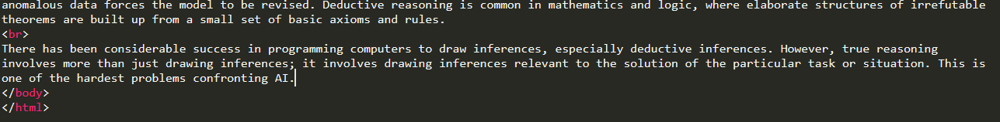 anomalous data forces the model to be revised. Deductive reasoning is common in mathematics and logic, where elaborate structures of irrefutable
theorems are built up from a small set of basic axioms and rules.
<br>
There has been considerable success in programming computers to draw inferences, especially deductive inferences. However, true reasoning
involves more than just drawing inferences; it involves drawing inferences relevant to the solution of the particular task or situation. This is
one of the hardest problems confronting AI.
</body>
</html>